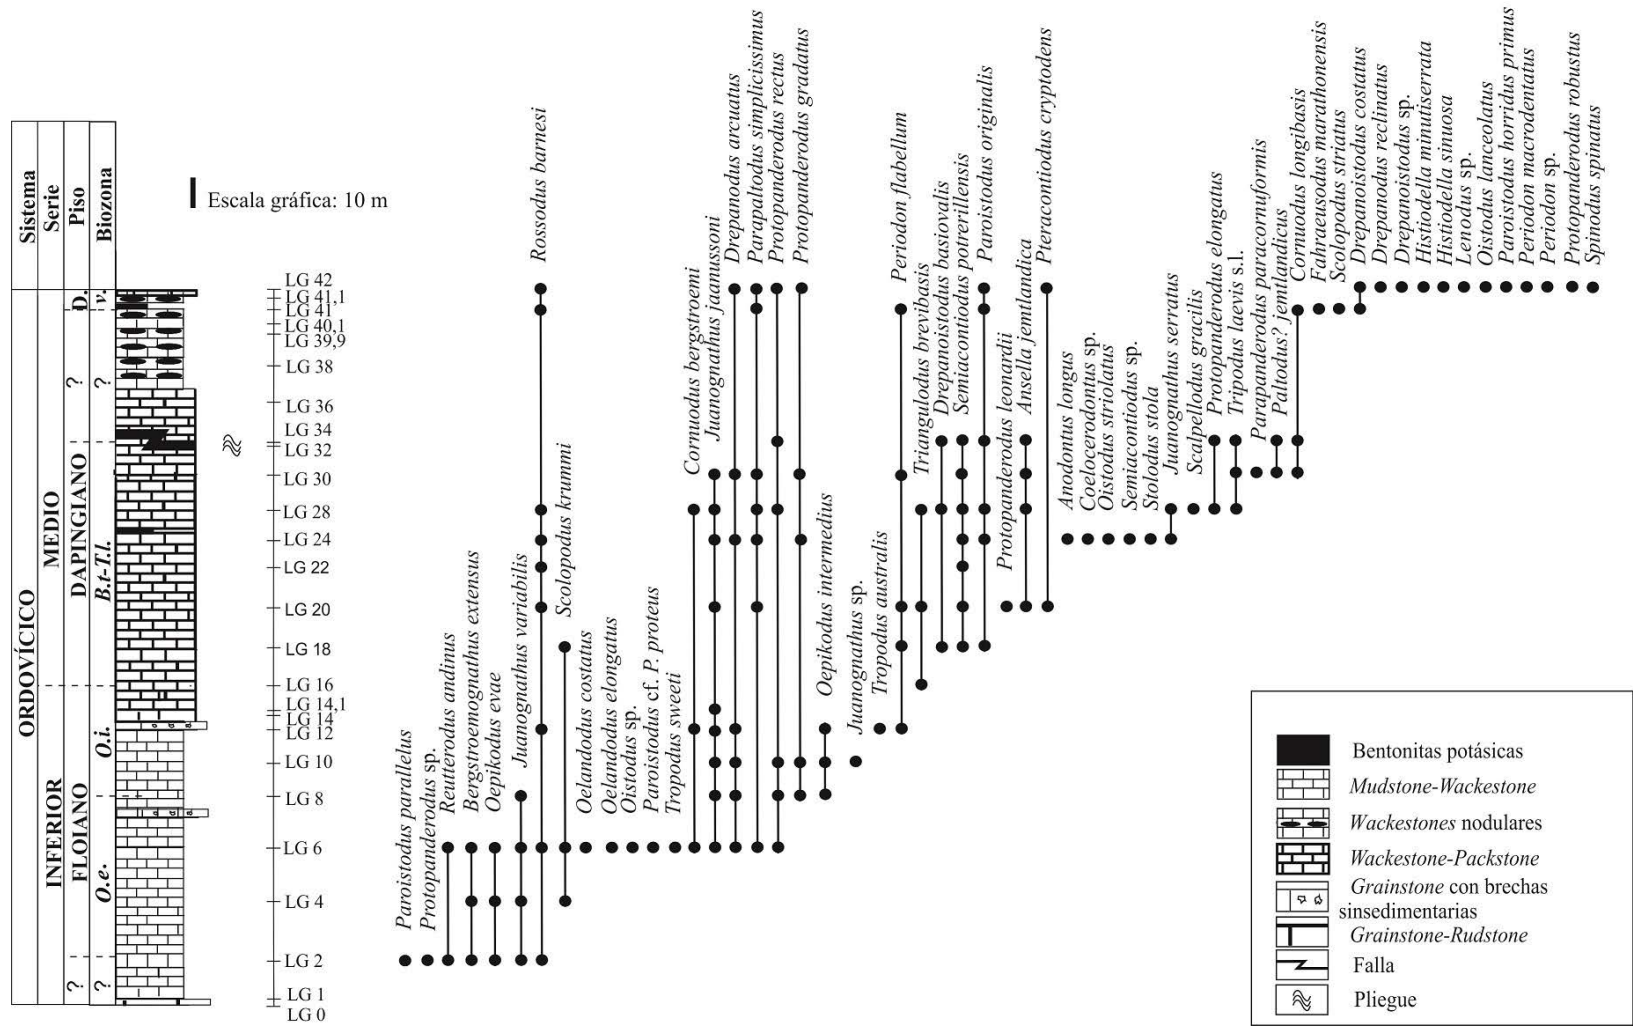 Sistema
Serie
Piso
Biozona
Escala gráfica: 10 m
ORDOVÍCICO
MEDIO
INFERIOR
D.
?
DAPINGIANO
FLOIANO
?
v.
?
B.t-T.l.
O.i.
O.e.
?
LG 42
LG 41,1
LG 41
LG 40,1
LG 39,9
LG 38
LG 36
LG 34
LG 32
LG 30
LG 28
LG 24
LG 22
LG 20
LG 18
LG 16
LG 14,1
LG 14
LG 12
LG 10
LG 8
LG 6
LG 4
LG 2
LG 1
LG 0
Paroistodus parallelus
Protopanderodus sp.
Reutterodus andinus
Bergstroemognathus extensus
Oepikodus evae
Juanognathus variabilis
Rossodus barnesi
Scolopodus krummi
Oelandodus costatus
Oelandodus elongatus
Oistodus sp.
Paroistodus cf. P. proteus
Tropodus sweeti
Cornuodus bergstroemi
Juanognathus jaanussoni
Drepanodus arcuatus
Parapaltodus simplicissimus
Protopanderodus rectus
Protopanderodus gradatus
Oepikodus intermedius
Juanognathus sp.
Tropodus australis
Periodon flabellum
Triangulodus brevibasis
Drepanoistodus basiovalis
Semiacontiodus potrerillensis
Paroistodus originalis
Protopanderodus leonardii
Ansella jemtlandica
Pteracontiodus cryptodens
Anodontus longus
Coelocerodontus sp.
Oistodus striolatus
Semiacontiodus sp.
Stolodus stola
Juanognathus serratus
Scalpellodus gracilis
Protopanderodus elongatus
Tripodus laevis s.l.
Parapanderodus paracornuformis
Paltodus? jemtlandicus
Cornuodus longibasis
Fahraeusodus marathonensis
Scolopodus striatus
Drepanoistodus costatus
Drepanodus reclinatus
Drepanoistodus sp.
Histiodella minutiserrata
Histiodella sinuosa
Lenodus sp.
Oistodus lanceolatus
Paroistodus horridus primus
Periodon macrodentatus
Periodon sp.
Protopanderodus robustus
Spinodus spinatus
Bentonitas potásicas
Mudstone-Wackestone
Wackestones nodulares
Wackestone-Packstone
Grainstone con brechas
sinsedimentarias
Grainstone-Rudstone
Falla
Pliegue